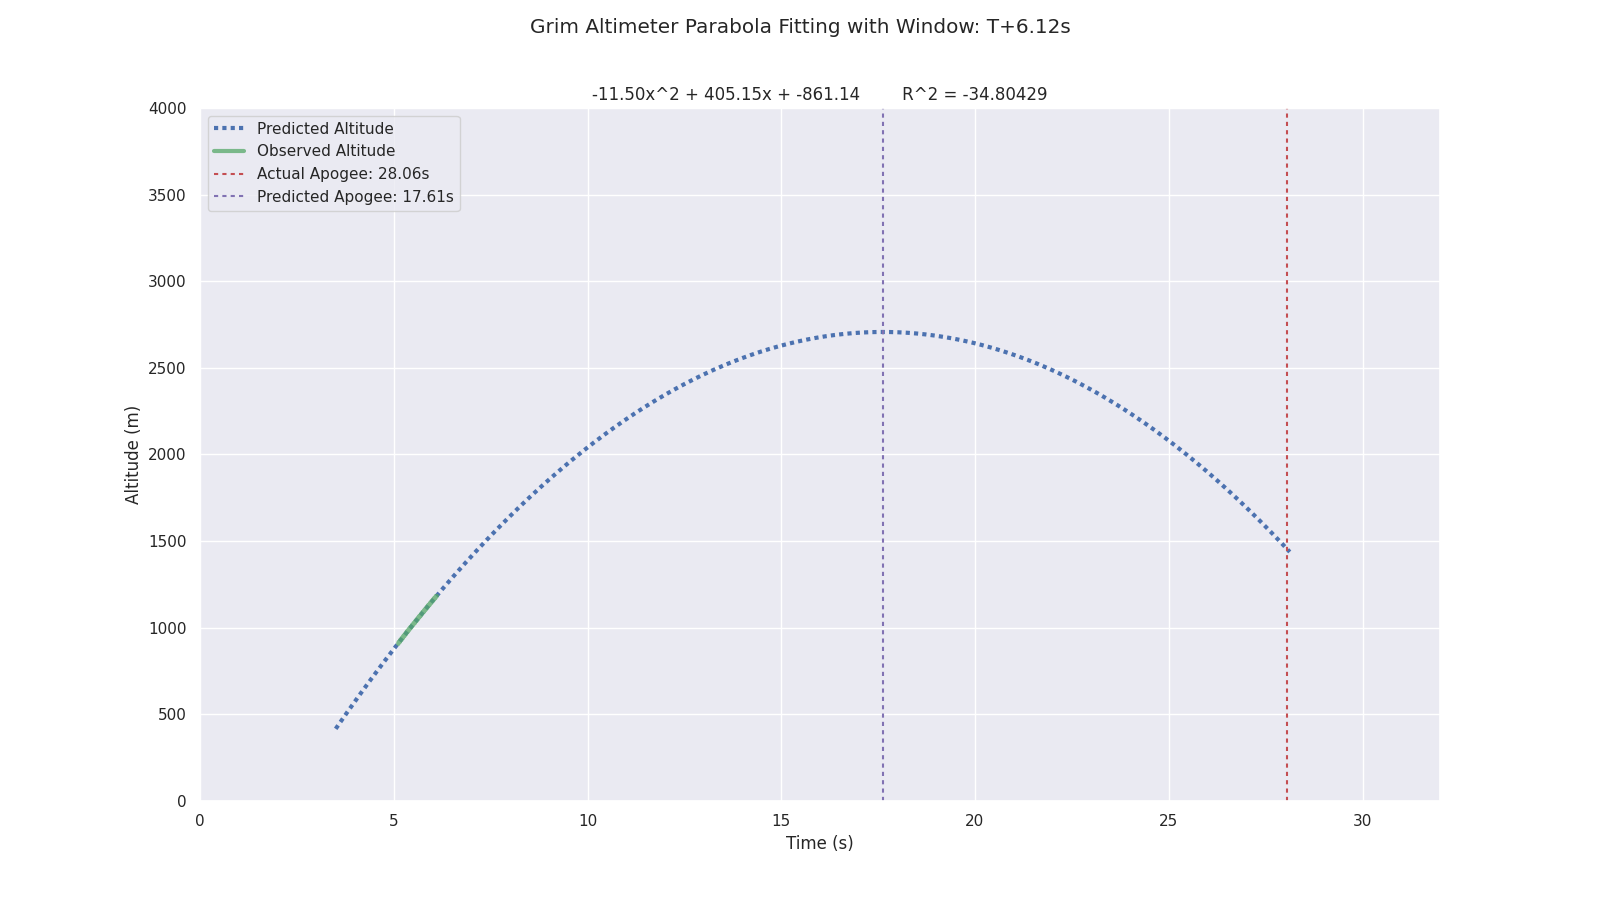 Grim Altimeter Parabola Fitting with Window: T+6.12s
-11.50x^2 + 405.15x + -861.14 R^2 = -34.80429
Predicted Altitude
Observed Altitude
Actual Apogee: 28.06s
Predicted Apogee: 17.61s
4000
3500
3000
2500
2000
1500
1000
500
0
Altitude (m)
0 5 10 15 20 25 30
Time (s)